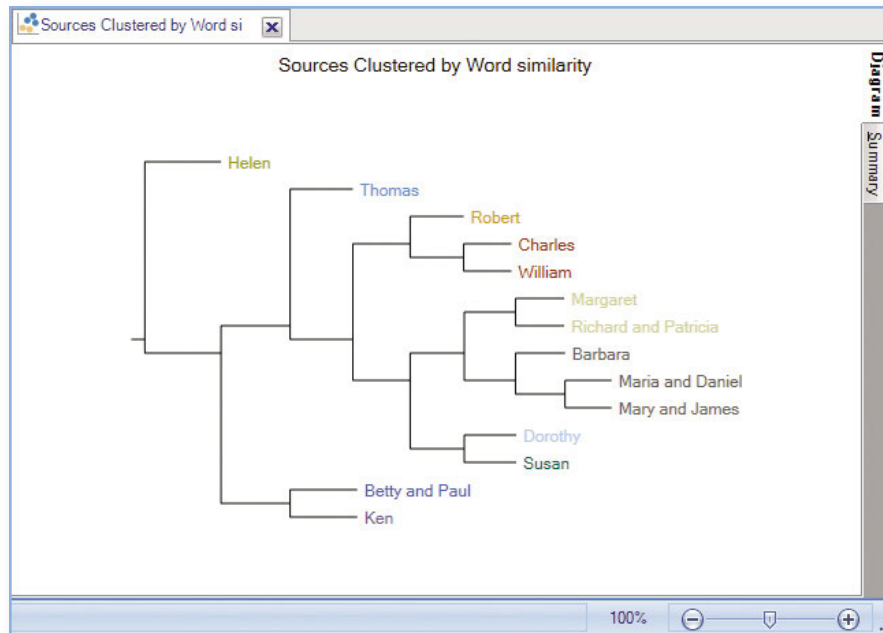 Sources Clustered by Word si
Sources Clustered by Word similarity
Diagram
Summary
Helen
Thomas
Robert
Charles
William
Margaret
Richard and Patricia
Barbara
Maria and Daniel
Mary and James
Dorothy
Susan
Betty and Paul
Ken
100%